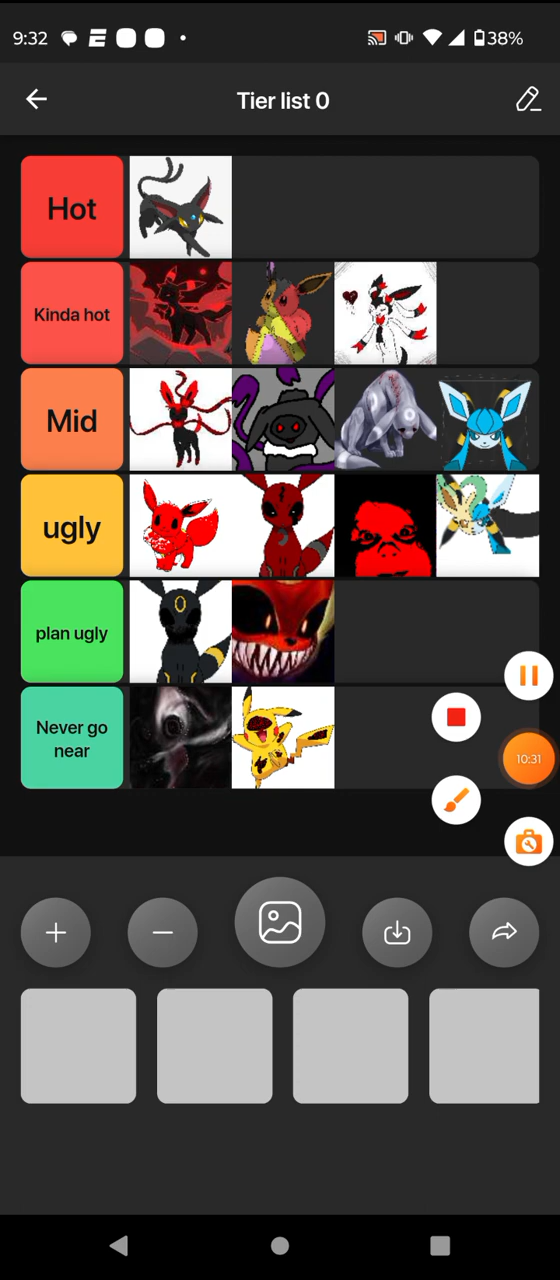 9:32
38%
Tier list 0
Hot
Kinda hot
Mid
ugly
plan ugly
Never go
near
10:31